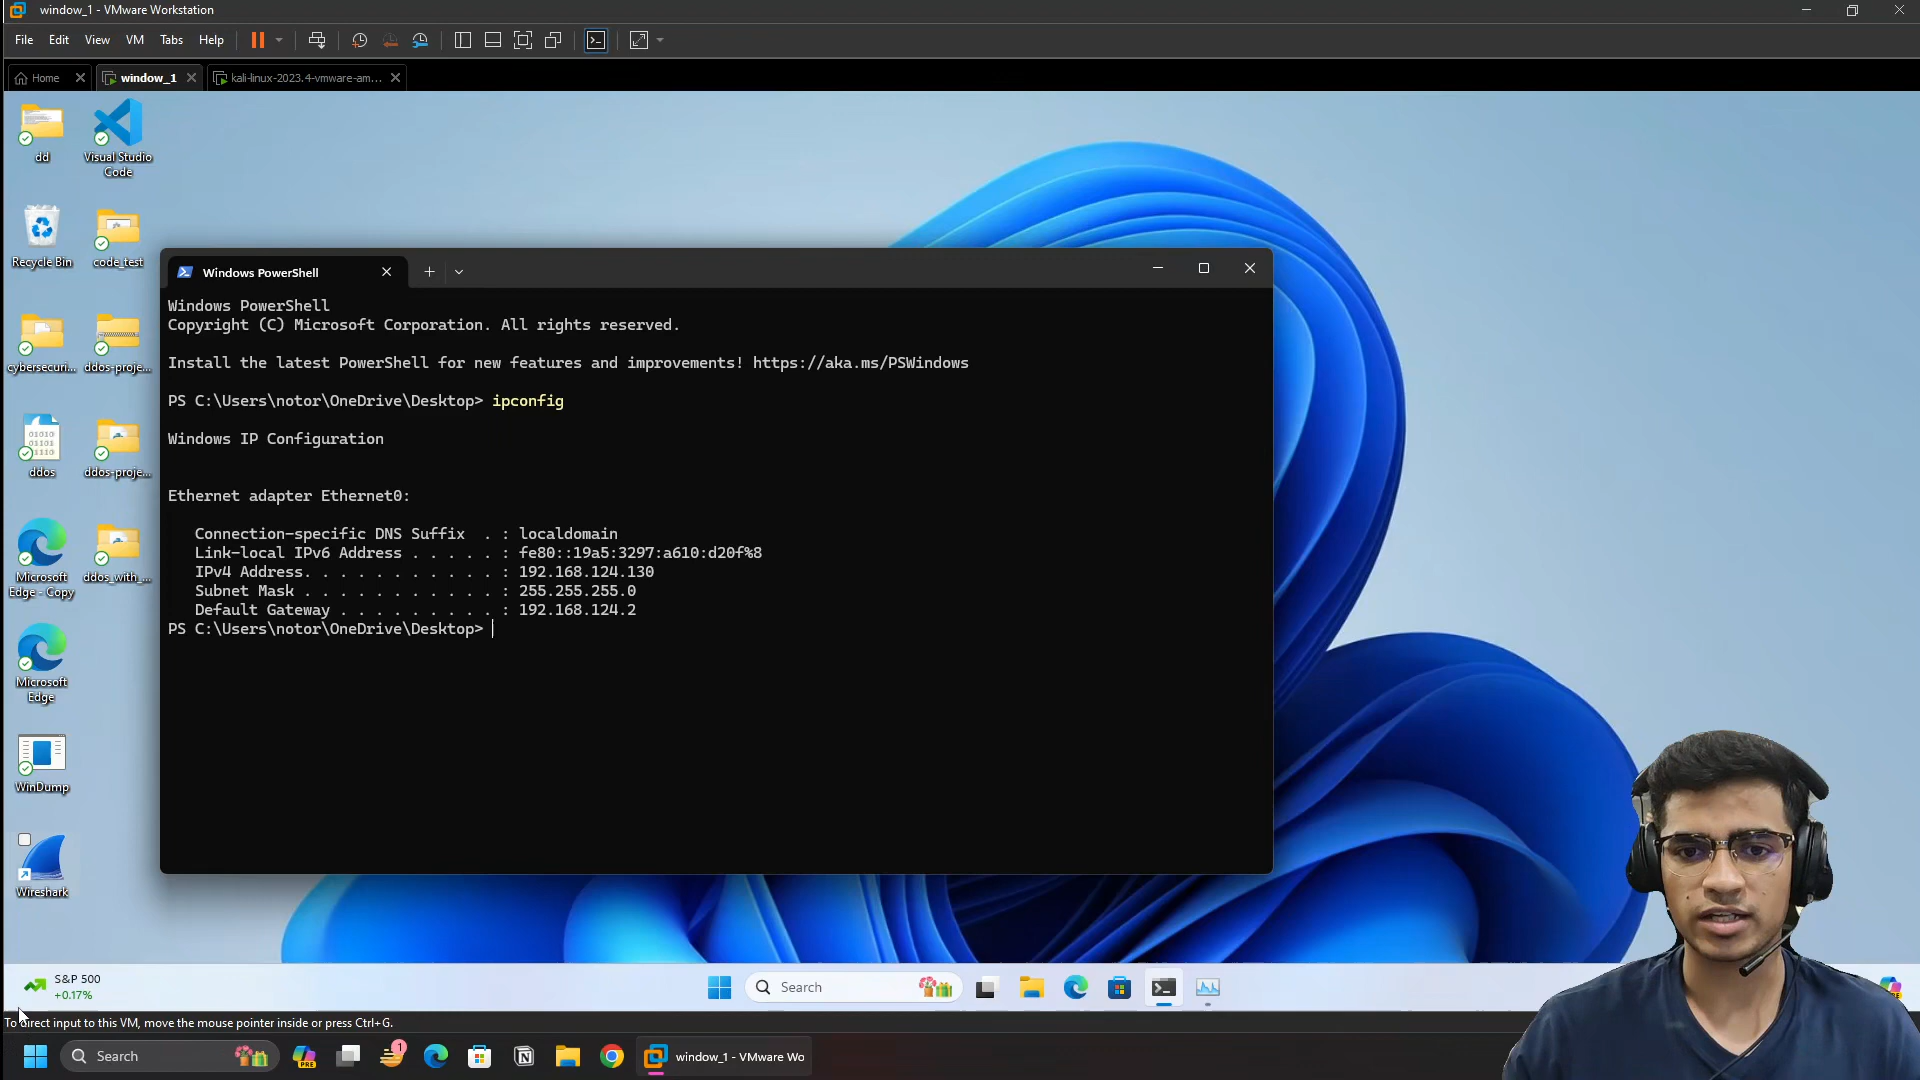 window_1 - VMware Workstation
File Edit View VM Tabs Help
Home window_1 kali-linux-2023.4-vmware-am...
dd
Visual Studio
Code
Recycle Bin
code_test
cybersecuri...
ddos-proje...
01010
01101
1110
ddos
ddos-proje...
Microsoft
Edge - Copy
ddos_with_...
Microsoft
Edge
WinDump
Wireshark
Windows PowerShell
Windows PowerShell
Copyright (C) Microsoft Corporation. All rights reserved.
Install the latest PowerShell for new features and improvements! https://aka.ms/PSWindows
PS C:\Users\notor\OneDrive\Desktop> ipconfig
Windows IP Configuration
Ethernet adapter Ethernet0:
Connection-specific DNS Suffix  . : localdomain
Link-local IPv6 Address . . . . . : fe80::19a5:3297:a610:d20f%8
IPv4 Address. . . . . . . . . . . : 192.168.124.130
Subnet Mask . . . . . . . . . . . : 255.255.255.0
Default Gateway . . . . . . . . . : 192.168.124.2
PS C:\Users\notor\OneDrive\Desktop>
S&P 500
+0.17%
Search
PRE
To direct input to this VM, move the mouse pointer inside or press Ctrl+G.
Search
PRE
1
window_1 - VMware Wo